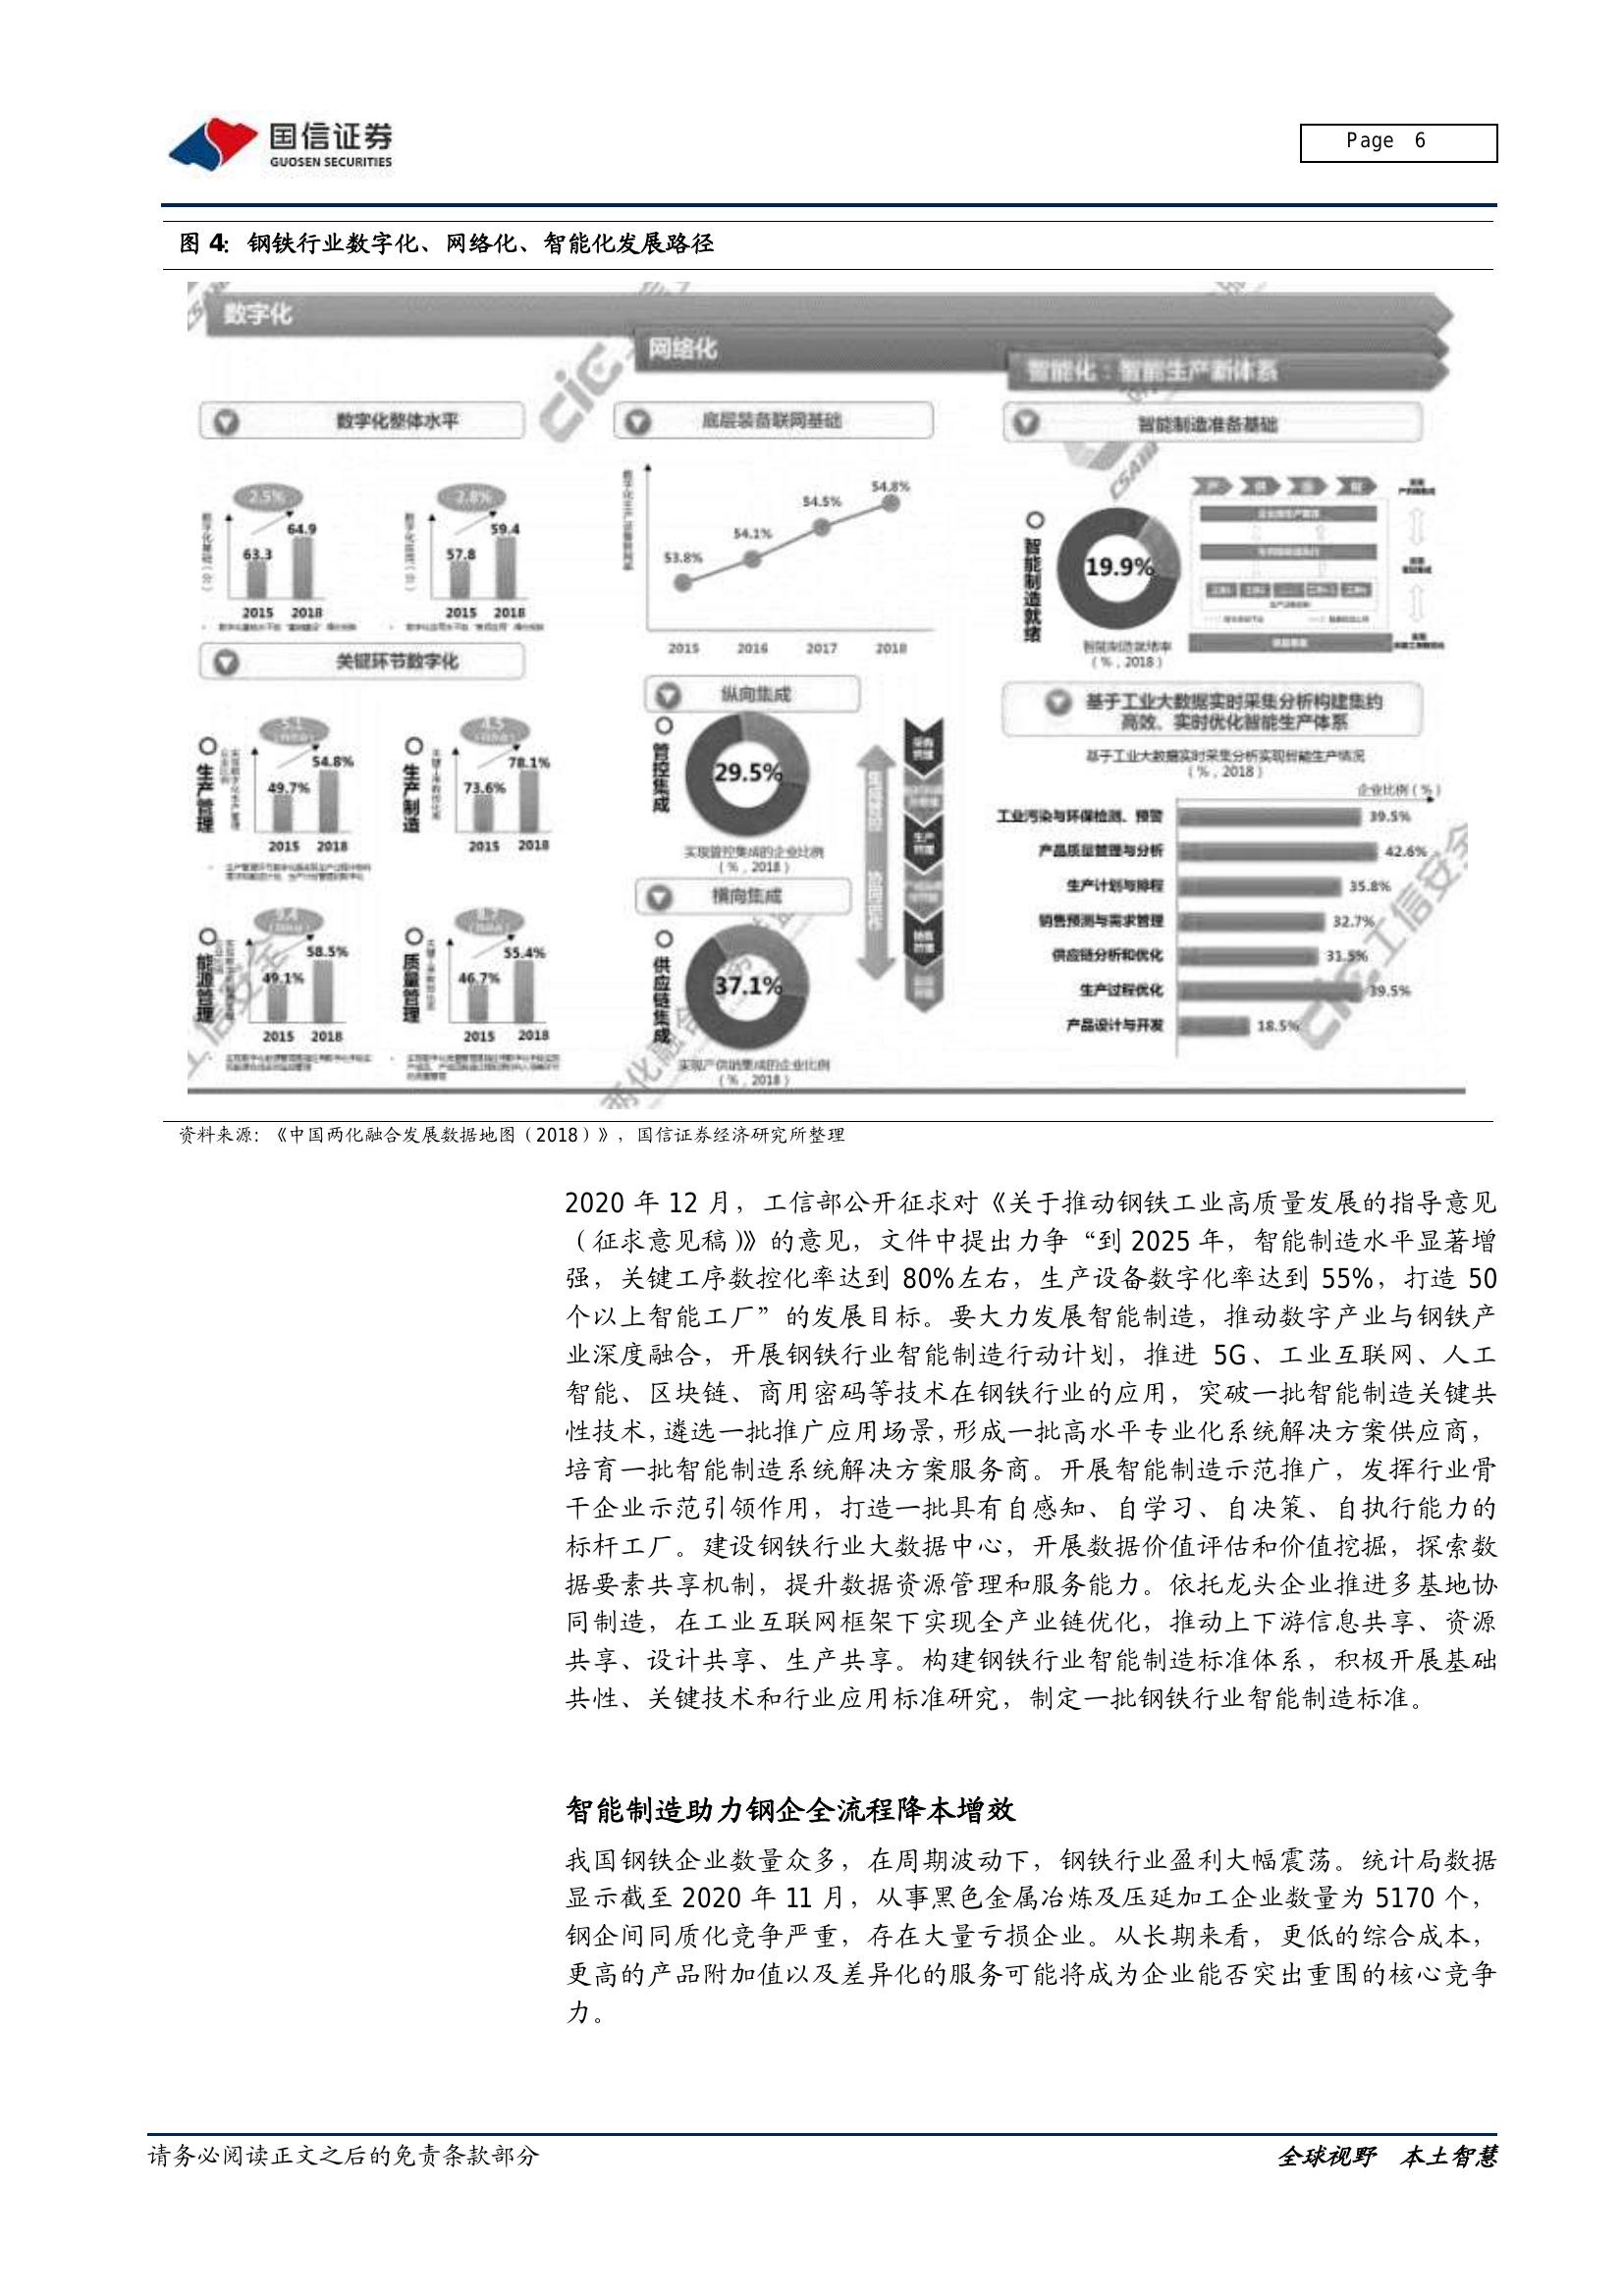 国信证券
GUOSEN SECURITIES
Page 6
图 4: 钢铁行业数字化、网络化、智能化发展路径
数字化
网络化
智能化：智能生产新体系
数字化整体水平
2.5%
63.3
64.9
2015 2018
2.8%
57.8
59.4
2015 2018
关键环节数字化
生产管理
49.7%
54.8%
2015 2018
生产制造
73.6%
78.1%
2015 2018
能源管理
49.1%
58.5%
2015 2018
质量管理
46.7%
55.4%
2015 2018
底层装备联网基础
53.8%
54.1%
54.5%
54.8%
2015 2016 2017 2018
纵向集成
管控集成
29.5%
实现管控集成的企业比例
（%，2018）
横向集成
供应链集成
37.1%
实现产供销集成的企业比例
（%，2018）
智能制造准备基础
智能制造就绪
19.9%
智能制造就绪率
（%，2018）
基于工业大数据实时采集分析构建集约
高效、实时优化智能生产体系
基于工业大数据实时采集分析实现智能生产情况
（%，2018）
企业比例（%）
工业污染与环保检测、预警 39.5%
产品质量管理与分析 42.6%
生产计划与排程 35.8%
销售预测与需求管理 32.7%
供应链分析和优化 31.5%
生产过程优化 39.5%
产品设计与开发 18.5%
资料来源:《中国两化融合发展数据地图（2018）》，国信证券经济研究所整理
2020 年 12 月，工信部公开征求对《关于推动钢铁工业高质量发展的指导意见
（征求意见稿）》的意见，文件中提出力争“到 2025 年，智能制造水平显著增
强，关键工序数控化率达到 80%左右，生产设备数字化率达到 55%，打造 50
个以上智能工厂”的发展目标。要大力发展智能制造，推动数字产业与钢铁产
业深度融合，开展钢铁行业智能制造行动计划，推进 5G、工业互联网、人工
智能、区块链、商用密码等技术在钢铁行业的应用，突破一批智能制造关键共
性技术，遴选一批推广应用场景，形成一批高水平专业化系统解决方案供应商，
培育一批智能制造系统解决方案服务商。开展智能制造示范推广，发挥行业骨
干企业示范引领作用，打造一批具有自感知、自学习、自决策、自执行能力的
标杆工厂。建设钢铁行业大数据中心，开展数据价值评估和价值挖掘，探索数
据要素共享机制，提升数据资源管理和服务能力。依托龙头企业推进多基地协
同制造，在工业互联网框架下实现全产业链优化，推动上下游信息共享、资源
共享、设计共享、生产共享。构建钢铁行业智能制造标准体系，积极开展基础
共性、关键技术和行业应用标准研究，制定一批钢铁行业智能制造标准。
智能制造助力钢企全流程降本增效
我国钢铁企业数量众多，在周期波动下，钢铁行业盈利大幅震荡。统计局数据
显示截至 2020 年 11 月，从事黑色金属冶炼及压延加工企业数量为 5170 个，
钢企间同质化竞争严重，存在大量亏损企业。从长期来看，更低的综合成本，
更高的产品附加值以及差异化的服务可能将成为企业能否突出重围的核心竞争
力。
请务必阅读正文之后的免责条款部分
全球视野 本土智慧